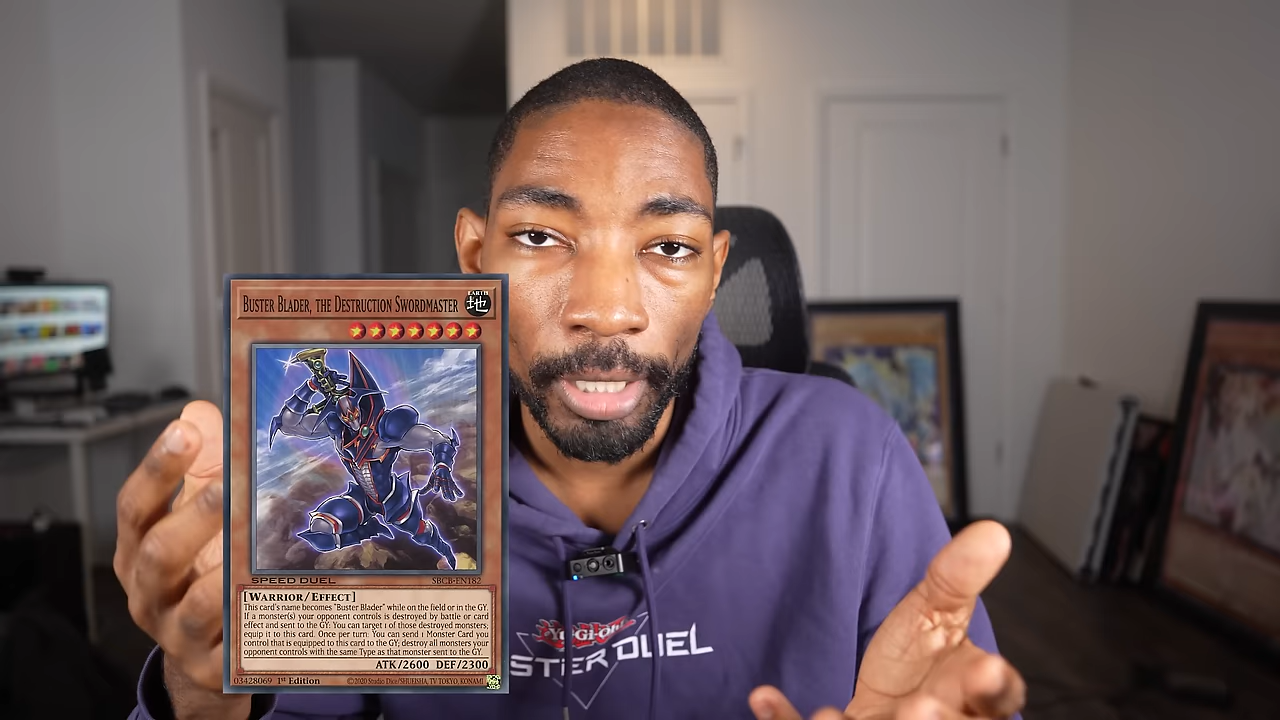 BUSTER BLADER, THE DESTRUCTION SWORDMASTER
EARTH
地
SPEED DUEL
SBCB-EN182
[WARRIOR/EFFECT]
This card's name becomes "Buster Blader" while on the field or in the GY.
If a monster(s) your opponent controls is destroyed by battle or card
effect and sent to the GY: You can target 1 of those destroyed monsters;
equip it to this card. Once per turn: You can send 1 Monster Card you
control that is equipped to this card to the GY; destroy all monsters your
opponent controls with the same Type as that monster sent to the GY.
ATK/2600 DEF/2300
03428069 1st Edition
©2020 Studio Dice/SHUEISHA, TV TOKYO, KONAMI
Yu-Gi-Oh!
STER DUEL